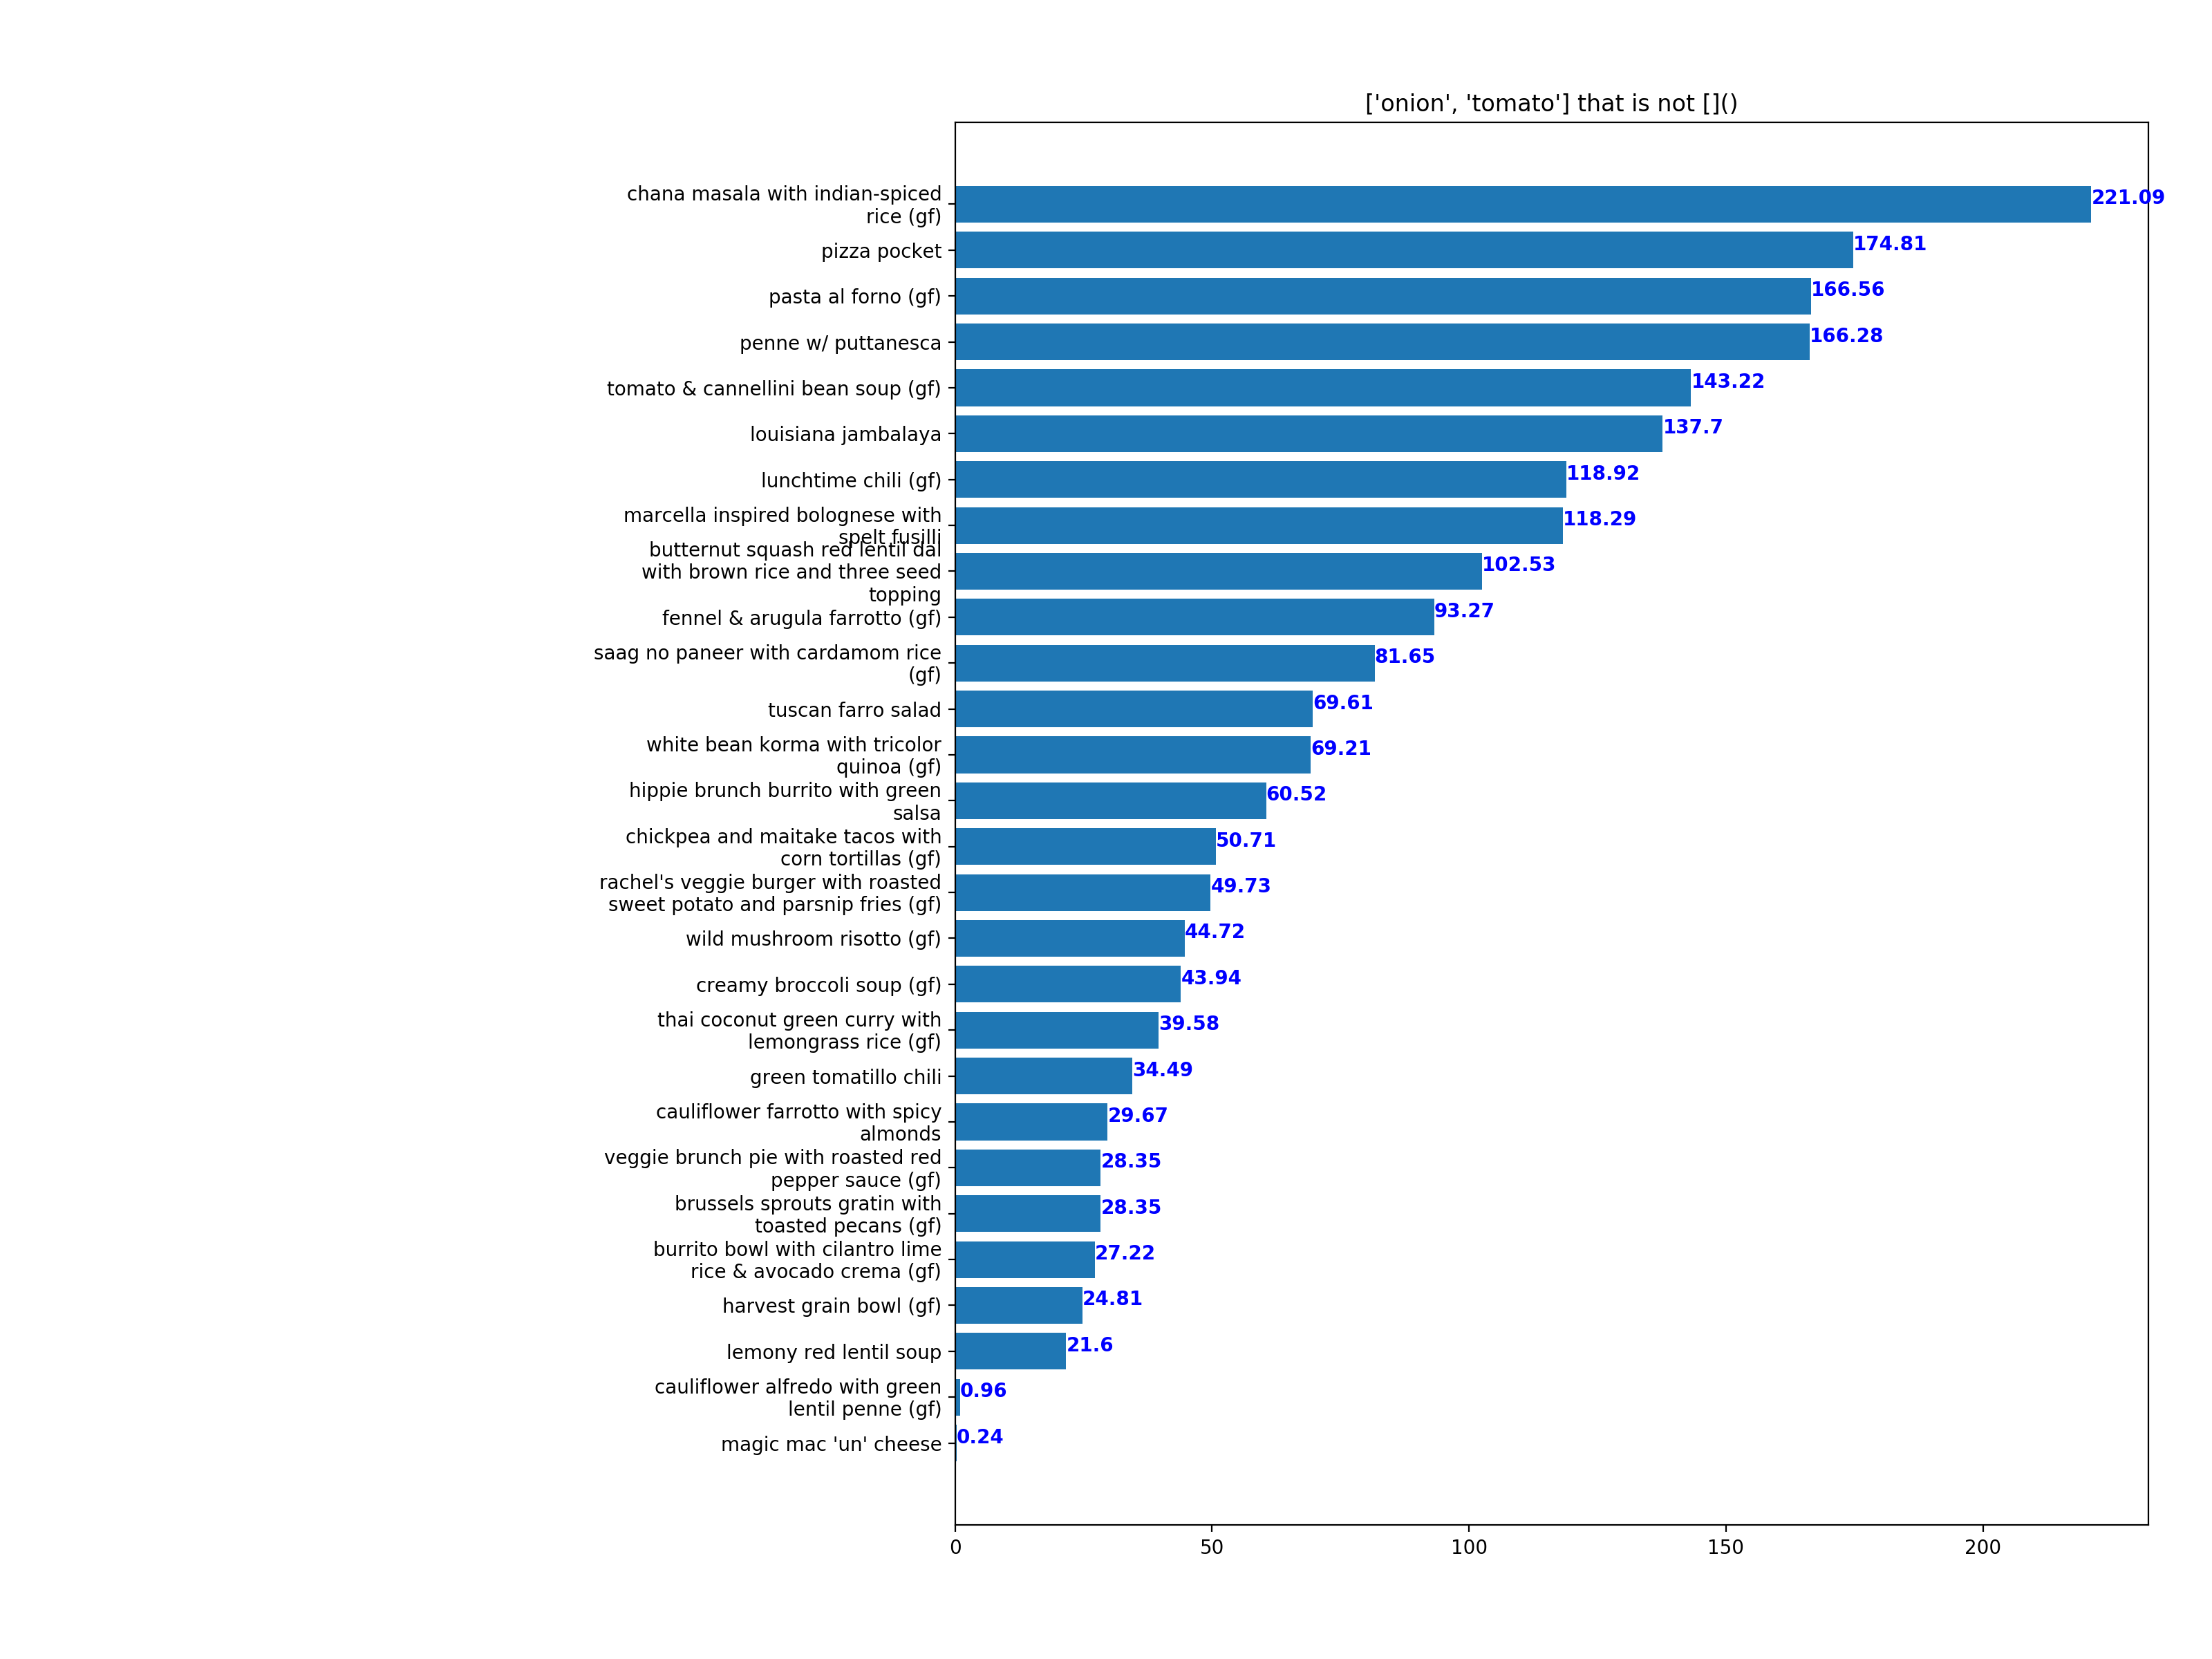 ['onion', 'tomato'] that is not []()
chana masala with indian-spiced
rice (gf)
221.09
pizza pocket
174.81
pasta al forno (gf)
166.56
penne w/ puttanesca
166.28
tomato & cannellini bean soup (gf)
143.22
louisiana jambalaya
137.7
lunchtime chili (gf)
118.92
marcella inspired bolognese with
spelt fusilli
118.29
butternut squash red lentil dal
with brown rice and three seed
topping
102.53
fennel & arugula farrotto (gf)
93.27
saag no paneer with cardamom rice
(gf)
81.65
tuscan farro salad
69.61
white bean korma with tricolor
quinoa (gf)
69.21
hippie brunch burrito with green
salsa
60.52
chickpea and maitake tacos with
corn tortillas (gf)
50.71
rachel's veggie burger with roasted
sweet potato and parsnip fries (gf)
49.73
wild mushroom risotto (gf)
44.72
creamy broccoli soup (gf)
43.94
thai coconut green curry with
lemongrass rice (gf)
39.58
green tomatillo chili
34.49
cauliflower farrotto with spicy
almonds
29.67
veggie brunch pie with roasted red
pepper sauce (gf)
28.35
brussels sprouts gratin with
toasted pecans (gf)
28.35
burrito bowl with cilantro lime
rice & avocado crema (gf)
27.22
harvest grain bowl (gf)
24.81
lemony red lentil soup
21.6
cauliflower alfredo with green
lentil penne (gf)
0.96
magic mac 'un' cheese
0.24
0 50 100 150 200